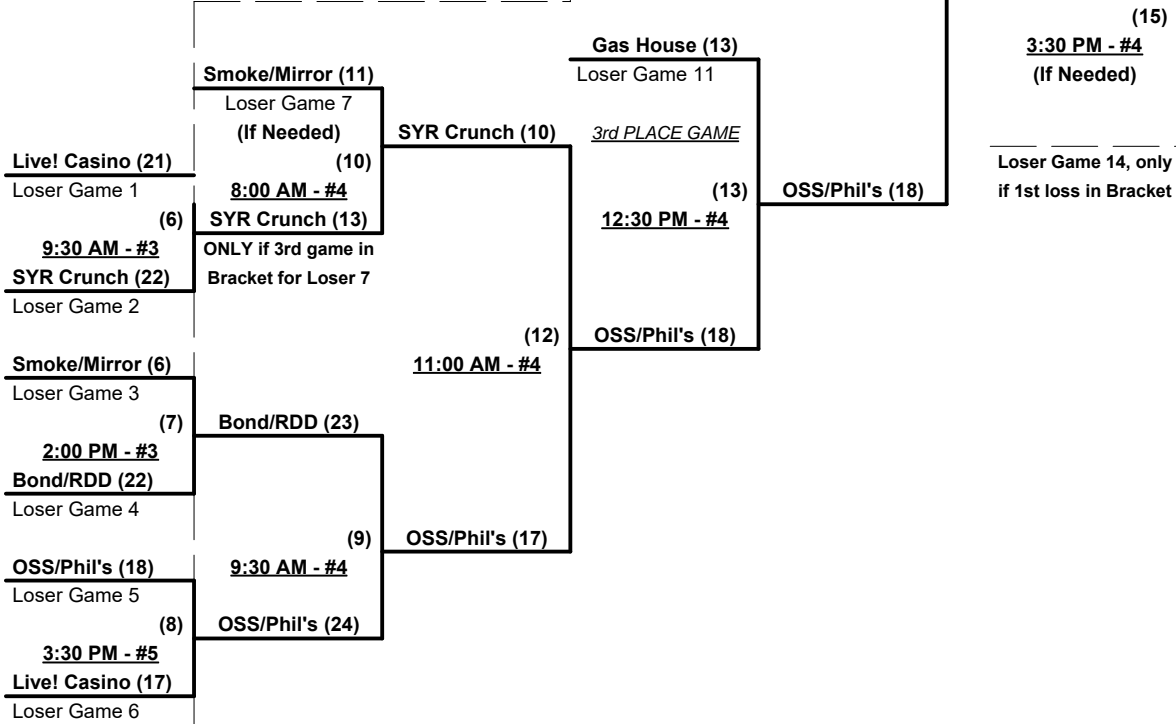 (15)
3:30 PM - #4
(If Needed)
Gas House (13)
Loser Game 11
Smoke/Mirror (11)
Loser Game 7
(If Needed)
SYR Crunch (10)
3rd PLACE GAME
Live! Casino (21)
Loser Game 1
(10)
8:00 AM - #4
Loser Game 14, only
if 1st loss in Bracket
(13)
12:30 PM - #4
OSS/Phil's (18)
(6)
9:30 AM - #3
SYR Crunch (13)
ONLY if 3rd game in
Bracket for Loser 7
SYR Crunch (22)
Loser Game 2
(12)
11:00 AM - #4
OSS/Phil's (18)
Smoke/Mirror (6)
Loser Game 3
(7)
2:00 PM - #3
Bond/RDD (23)
Bond/RDD (22)
Loser Game 4
(9)
9:30 AM - #4
OSS/Phil's (17)
OSS/Phil's (18)
Loser Game 5
(8)
3:30 PM - #5
OSS/Phil's (24)
Live! Casino (17)
Loser Game 6